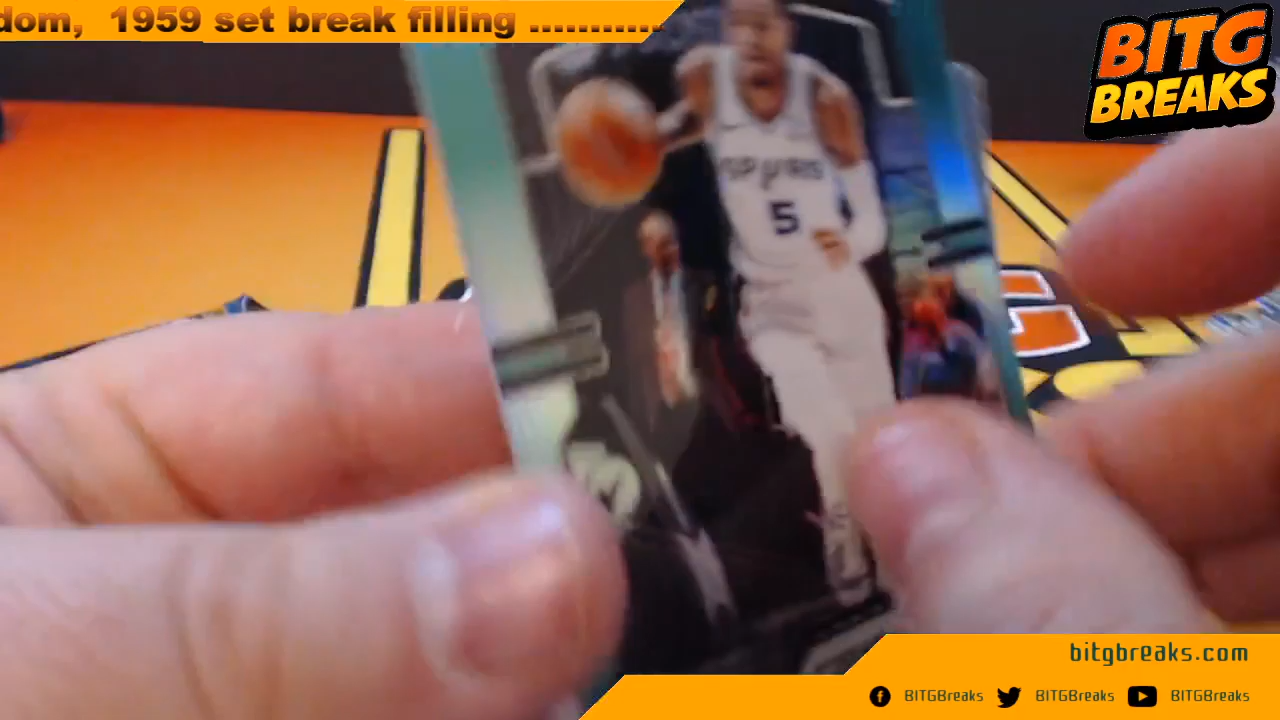 dom, 1959 set break filling ...........
BITG
BREAKS
SPURS
5
bitgbreaks.com
BITGBreaks BITGBreaks BITGBreaks